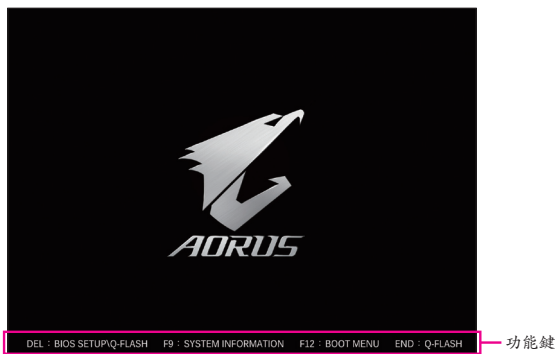 AORUS
DEL : BIOS SETUP\Q-FLASH F9 : SYSTEM INFORMATION F12 : BOOT MENU END : Q-FLASH
功能鍵